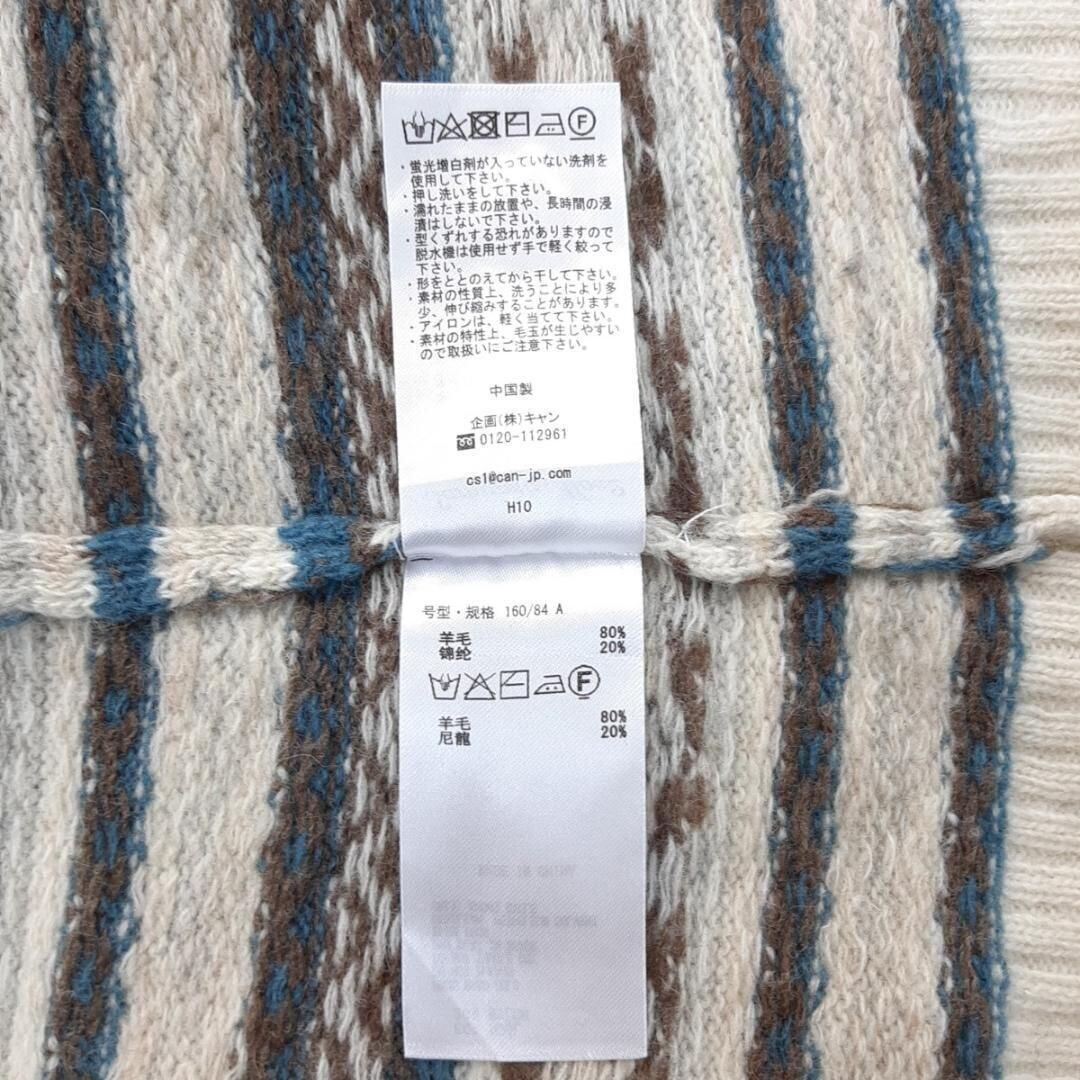 F
・蛍光増白剤が入っていない洗剤を
使用して下さい。
・押し洗いをして下さい。
・濡れたままの放置や、長時間の浸
漬はしないで下さい。
・型くずれする恐れがありますので
脱水機は使用せず手で軽く絞って
下さい。
・形をととのえてから干して下さい。
・素材の性質上、洗うことにより多
少、伸び縮みすることがあります。
・アイロンは、軽く当てて下さい。
・素材の特性上、毛玉が生じやすい
ので取扱いにご注意下さい。
中国製
企画(株)キャン
0120-112961
cs1@can-jp.com
H10
号型・规格 160/84 A
羊毛 80%
锦纶 20%
F
羊毛 80%
尼龍 20%